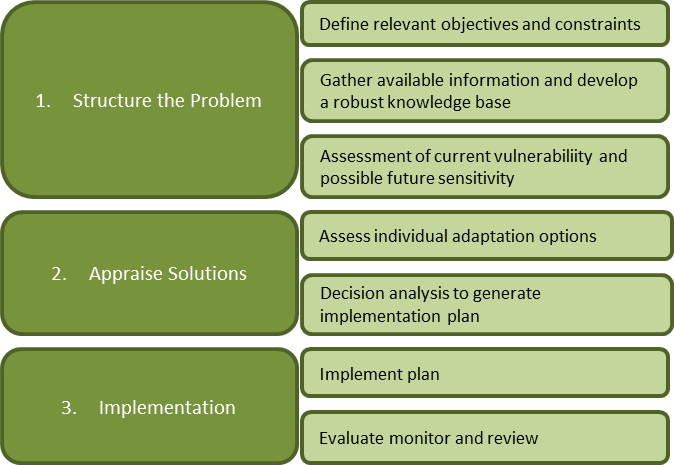 1. Structure the Problem
Define relevant objectives and constraints
Gather available information and develop
a robust knowledge base
Assessment of current vulnerabiliity and
possible future sensitivity
2. Appraise Solutions
Assess individual adaptation options
Decision analysis to generate
implementation plan
3. Implementation
Implement plan
Evaluate monitor and review